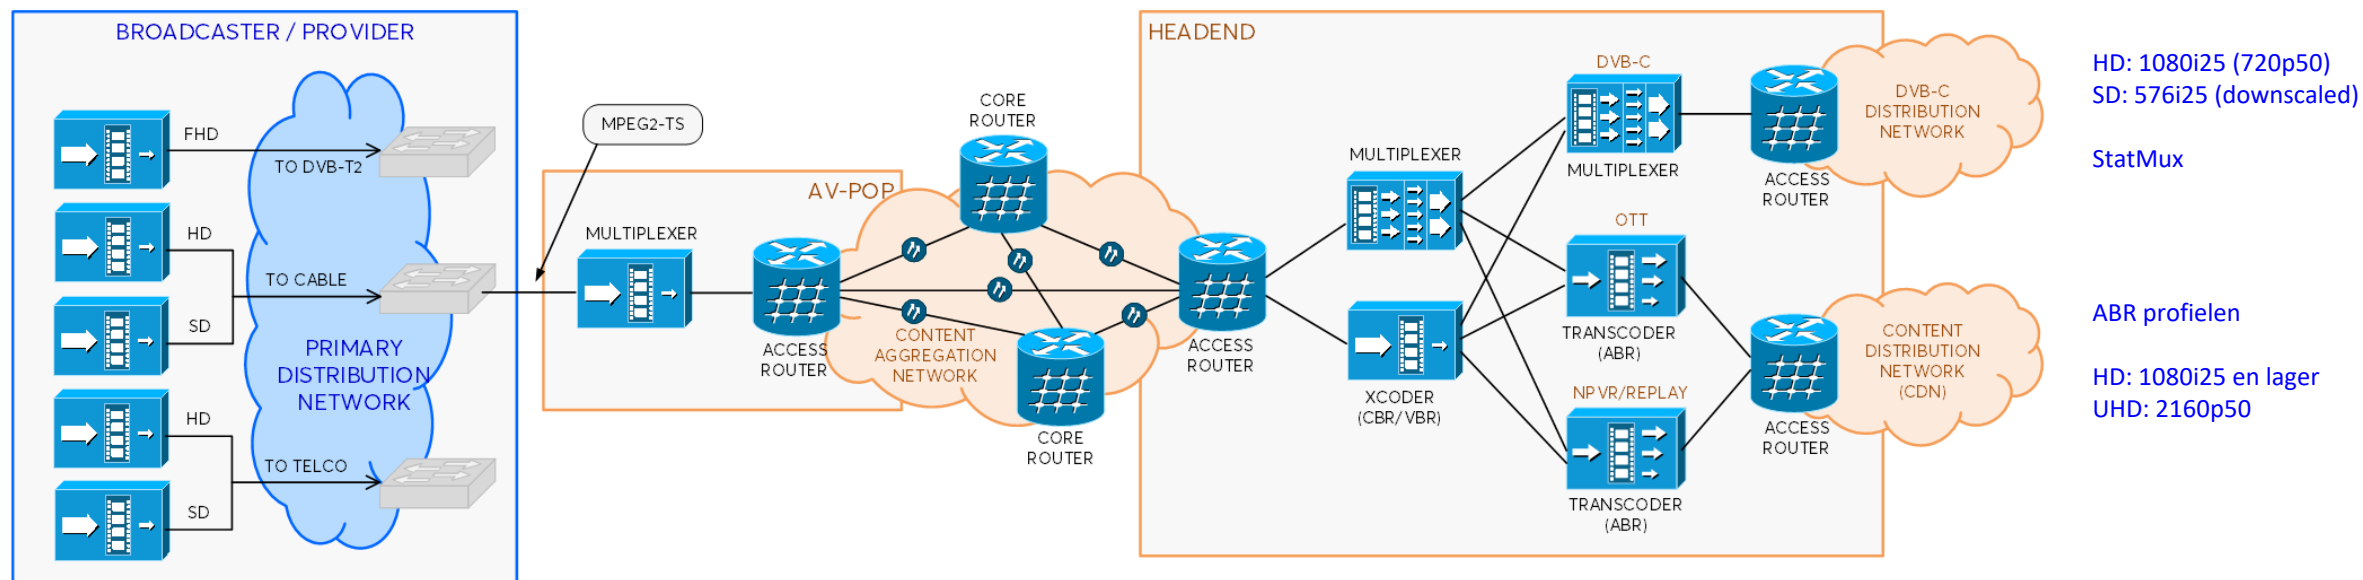 BROADCASTER / PROVIDER
FHD
TO DVB-T2
HD
TO CABLE
SD
PRIMARY
DISTRIBUTION
NETWORK
HD
TO TELCO
SD
MPEG2-TS
AV-POP
MULTIPLEXER
ACCESS
ROUTER
CORE
ROUTER
CONTENT
AGGREGATION
NETWORK
CORE
ROUTER
HEADEND
ACCESS
ROUTER
MULTIPLEXER
XCODER
(CBR/VBR)
DVB-C
MULTIPLEXER
OTT
TRANSCODER
(ABR)
NPVR/REPLAY
TRANSCODER
(ABR)
ACCESS
ROUTER
DVB-C
DISTRIBUTION
NETWORK
ACCESS
ROUTER
CONTENT
DISTRIBUTION
NETWORK
(CDN)
HD: 1080i25 (720p50)
SD: 576i25 (downscaled)
StatMux
ABR profielen
HD: 1080i25 en lager
UHD: 2160p50